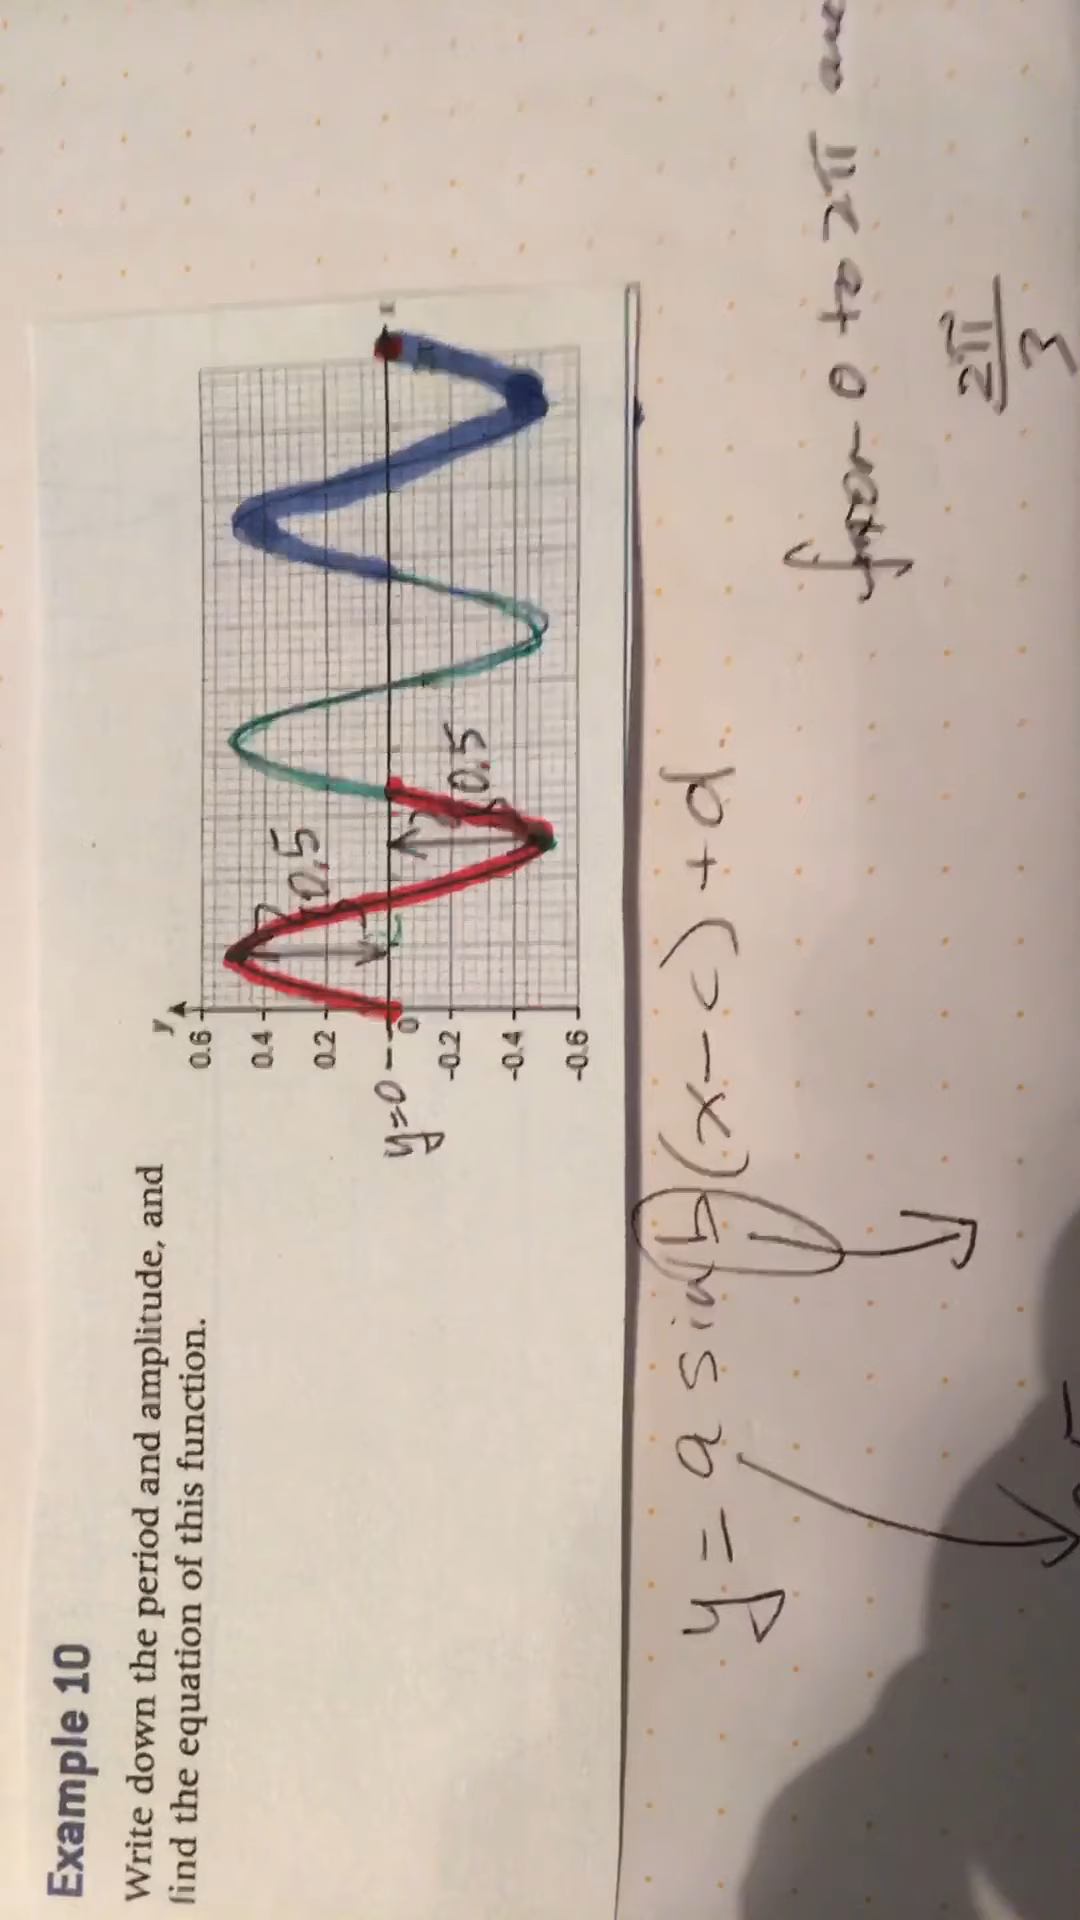 Example 10
Write down the period and amplitude, and
find the equation of this function.
y
0.6
0.4
0.2
0
-0.2
-0.4
-0.6
y=0
0.5
0.5
x
y = a sin b(x-c)+d
from 0 to 2π are
2π
3